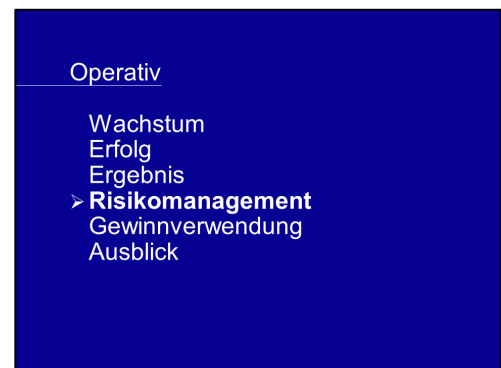 Operativ
Wachstum
Erfolg
Ergebnis
➢ Risikomanagement
Gewinnverwendung
Ausblick